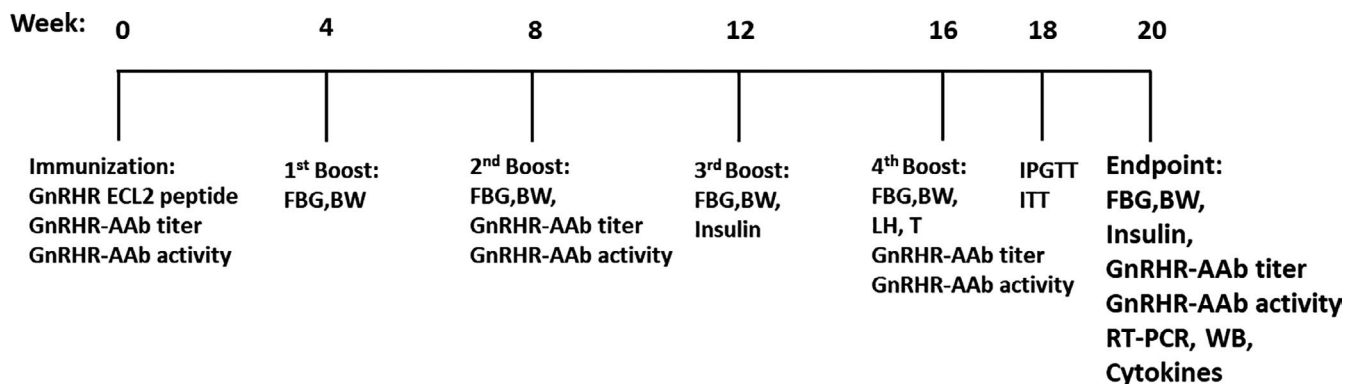 Week: 0 4 8 12 16 18 20
Immunization:
GnRHR ECL2 peptide
GnRHR-AAb titer
GnRHR-AAb activity
1st Boost:
FBG,BW
2nd Boost:
FBG,BW,
GnRHR-AAb titer
GnRHR-AAb activity
3rd Boost:
FBG,BW,
Insulin
4th Boost:
FBG,BW,
LH, T
GnRHR-AAb titer
GnRHR-AAb activity
IPGTT
ITT
Endpoint:
FBG,BW,
Insulin,
GnRHR-AAb titer
GnRHR-AAb activity
RT-PCR, WB,
Cytokines